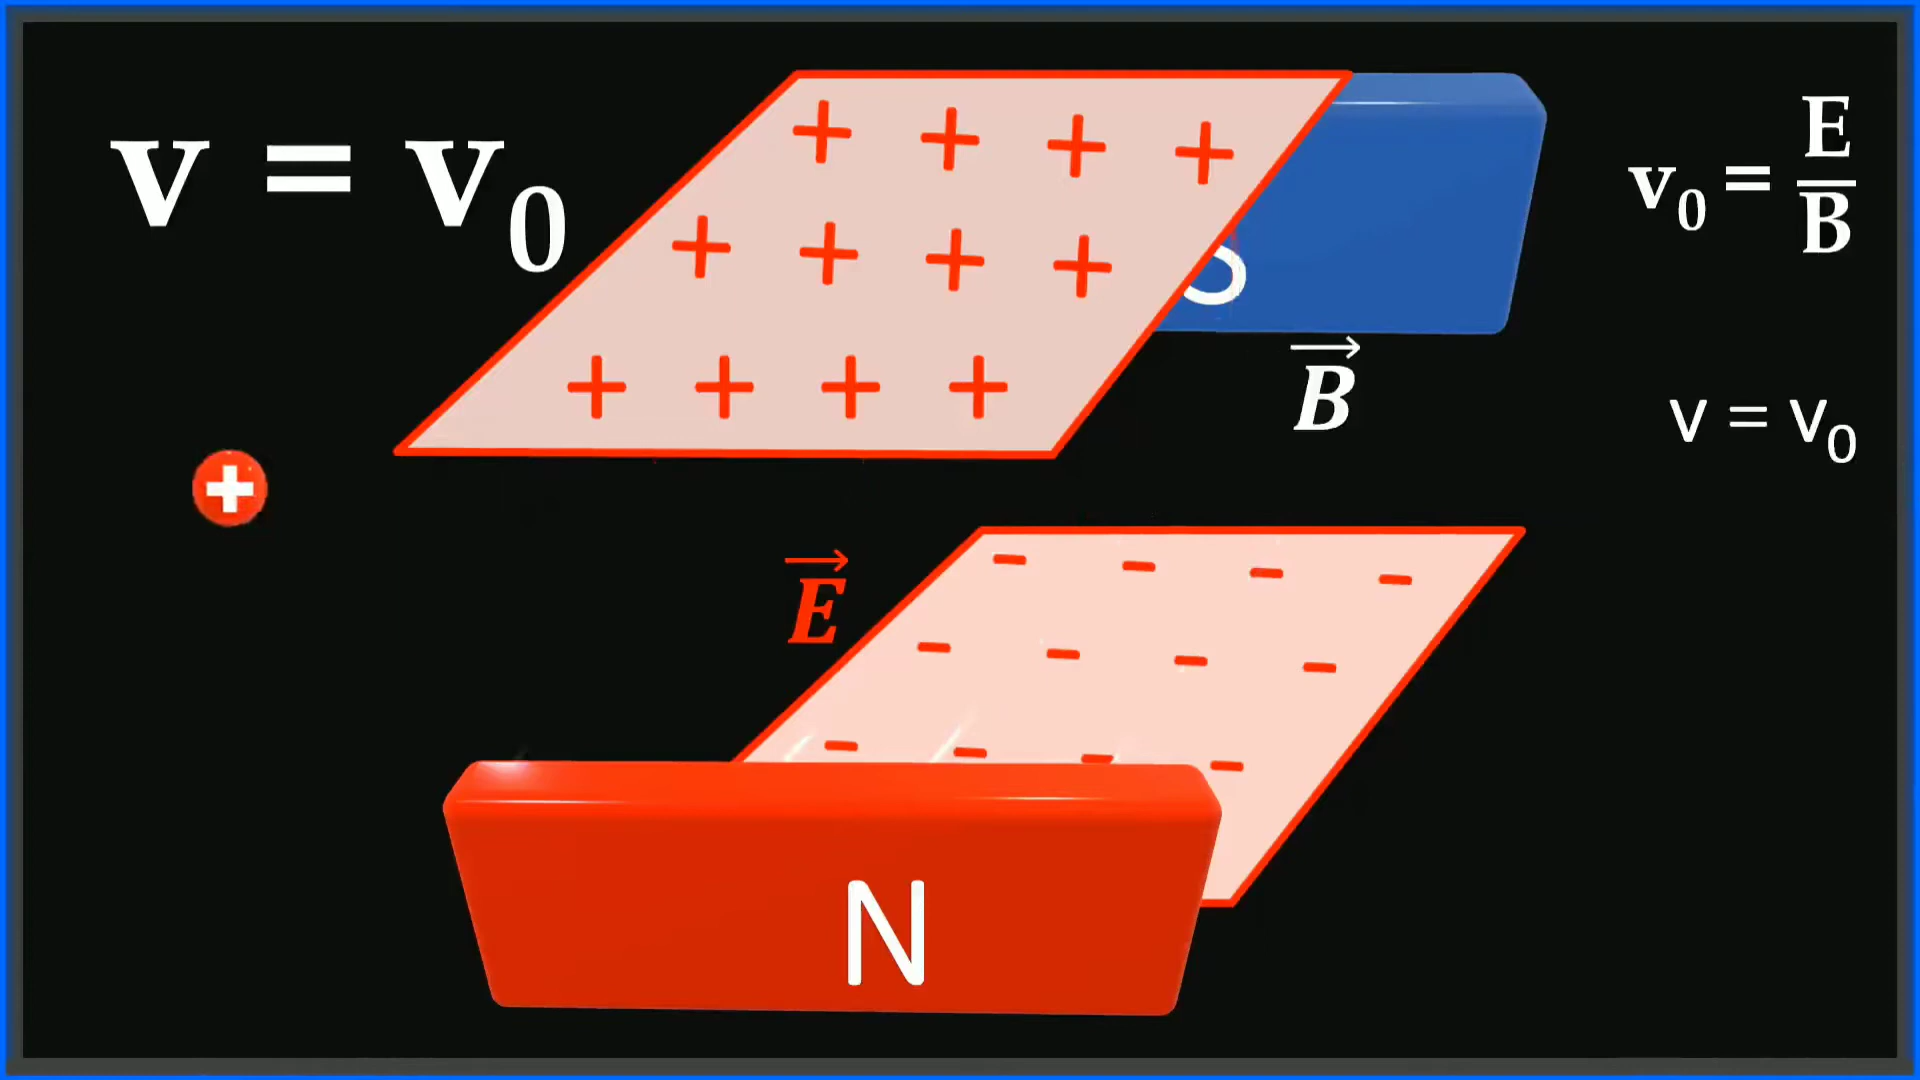 v = v₀
+ + + +
+ + + +
+ + + +
v₀ = E/B
B⃗
v = v₀
+
E⃗
- - - -
- - - -
- - - -
N